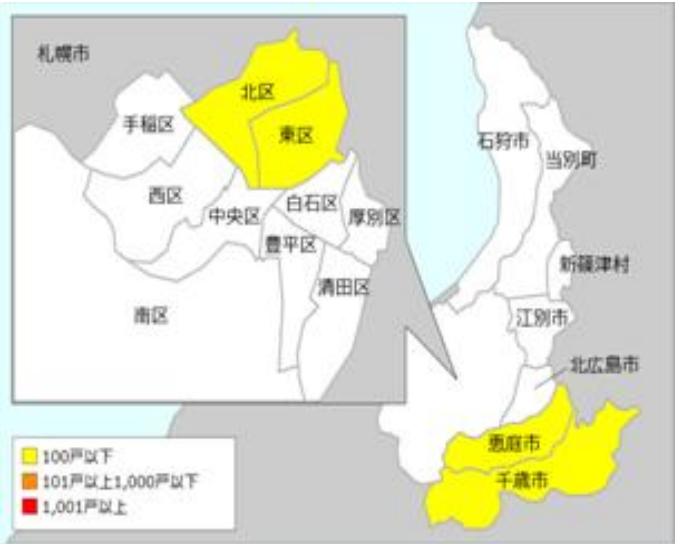 札幌市
北区
手稲区
東区
西区
白石区
中央区
厚別区
豊平区
清田区
南区
石狩市
当別町
新篠津村
江別市
北広島市
恵庭市
千歳市
100戸以下
101戸以上1,000戸以下
1,001戸以上